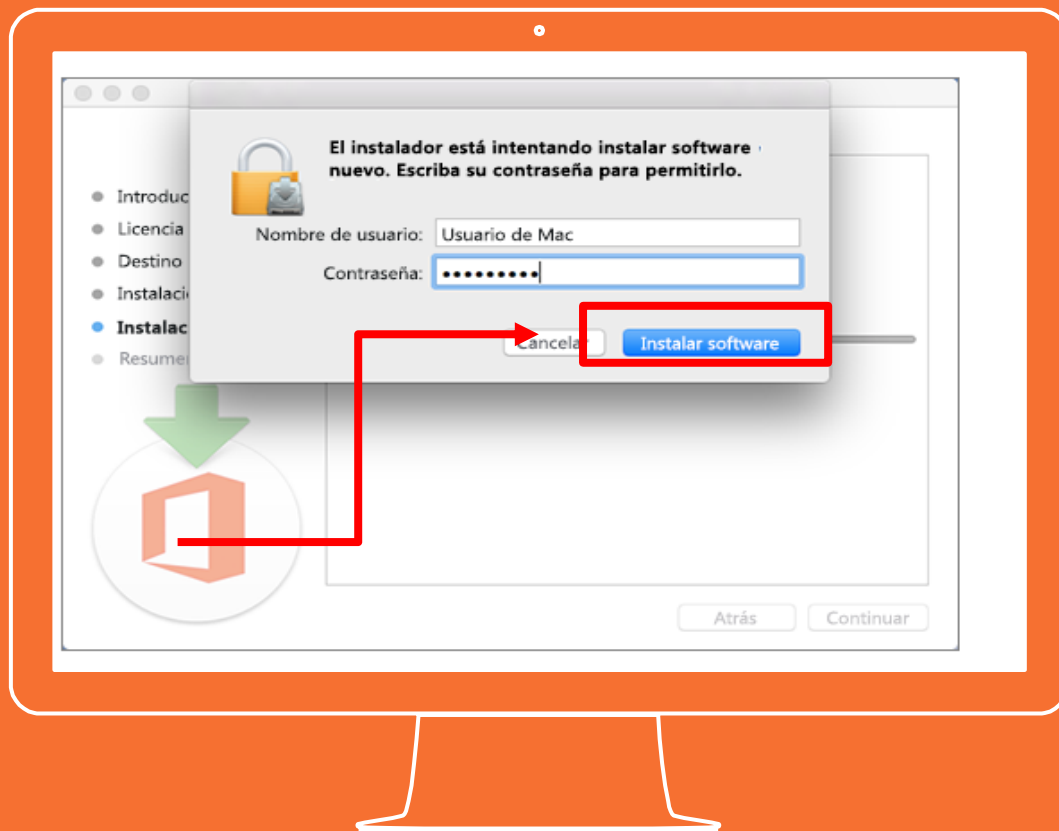 El instalador está intentando instalar software
nuevo. Escriba su contraseña para permitirlo.
Introduc
Licencia
Destino
Instalaci
Instalac
Resume
Nombre de usuario: Usuario de Mac
Contraseña: •••••••••
Cancelar Instalar software
Atrás Continuar